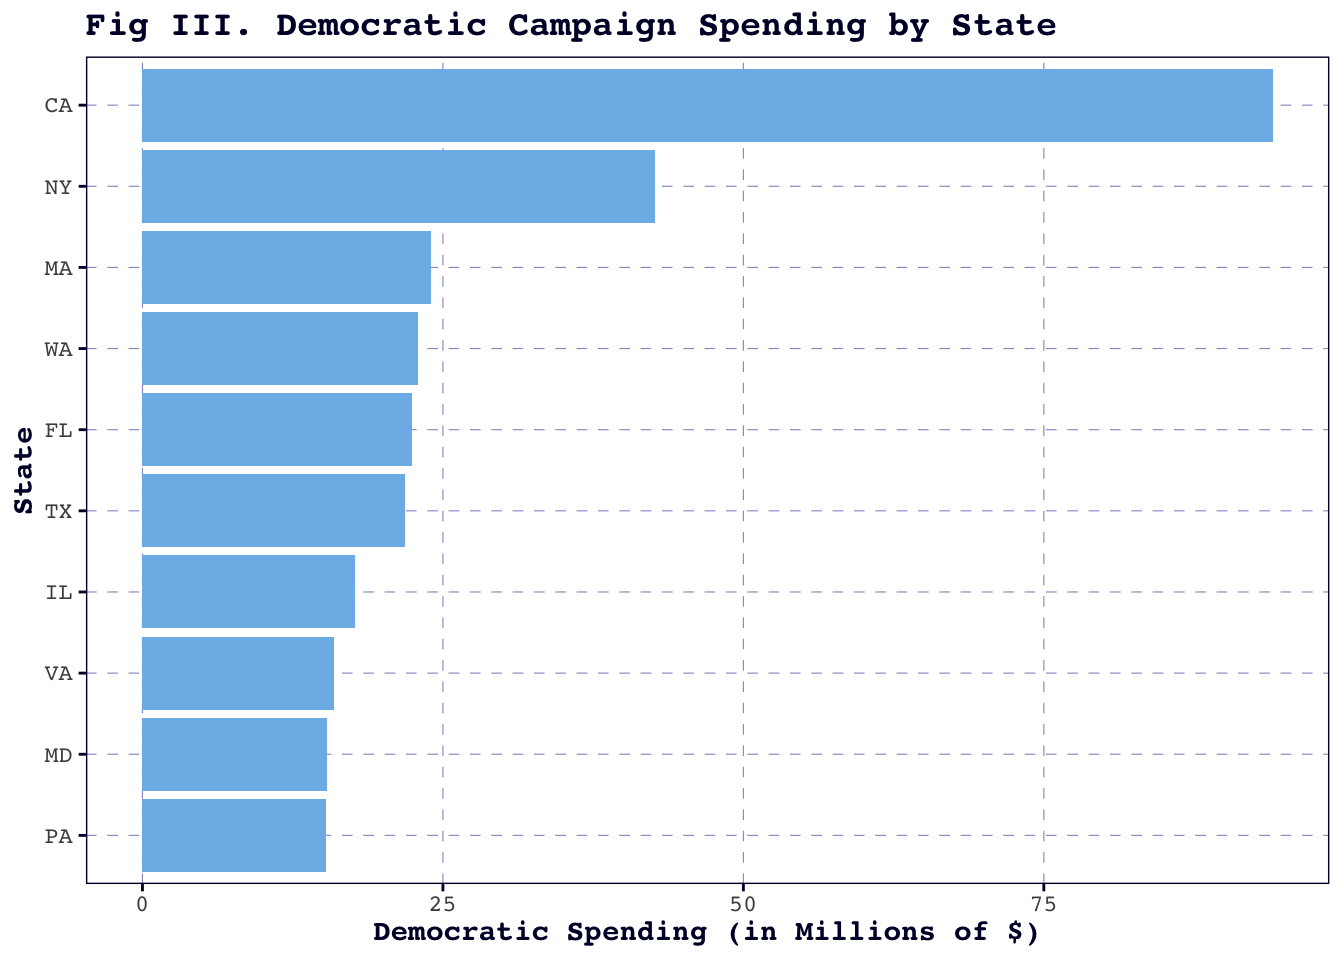 Fig III. Democratic Campaign Spending by State
CA
NY
MA
WA
FL
TX
IL
VA
MD
PA
State
0 25 50 75
Democratic Spending (in Millions of $)